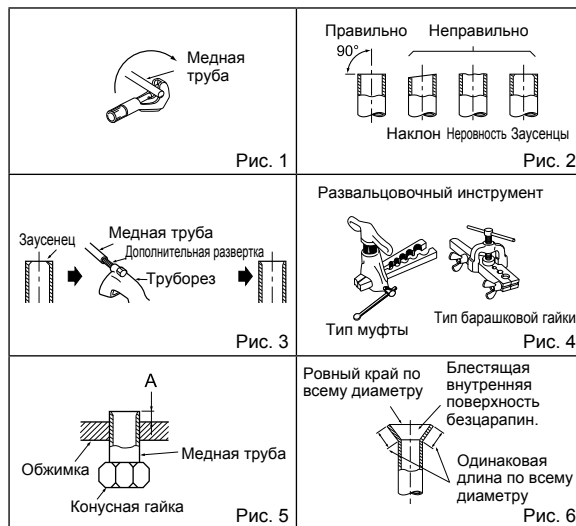 Медная
труба
Рис. 1
Правильно
Неправильно
90°
Наклон
Неровность
Заусенцы
Рис. 2
Заусенец
Медная труба
Дополнительная развертка
Труборез
Рис. 3
Развальцовочный инструмент
Тип муфты
Тип барашковой гайки
Рис. 4
A
Обжимка
Медная труба
Конусная гайка
Рис. 5
Ровный край по
всему диаметру
Блестящая
внутренняя
поверхность
безцарапин.
Одинаковая
длина по всему
диаметру
Рис. 6